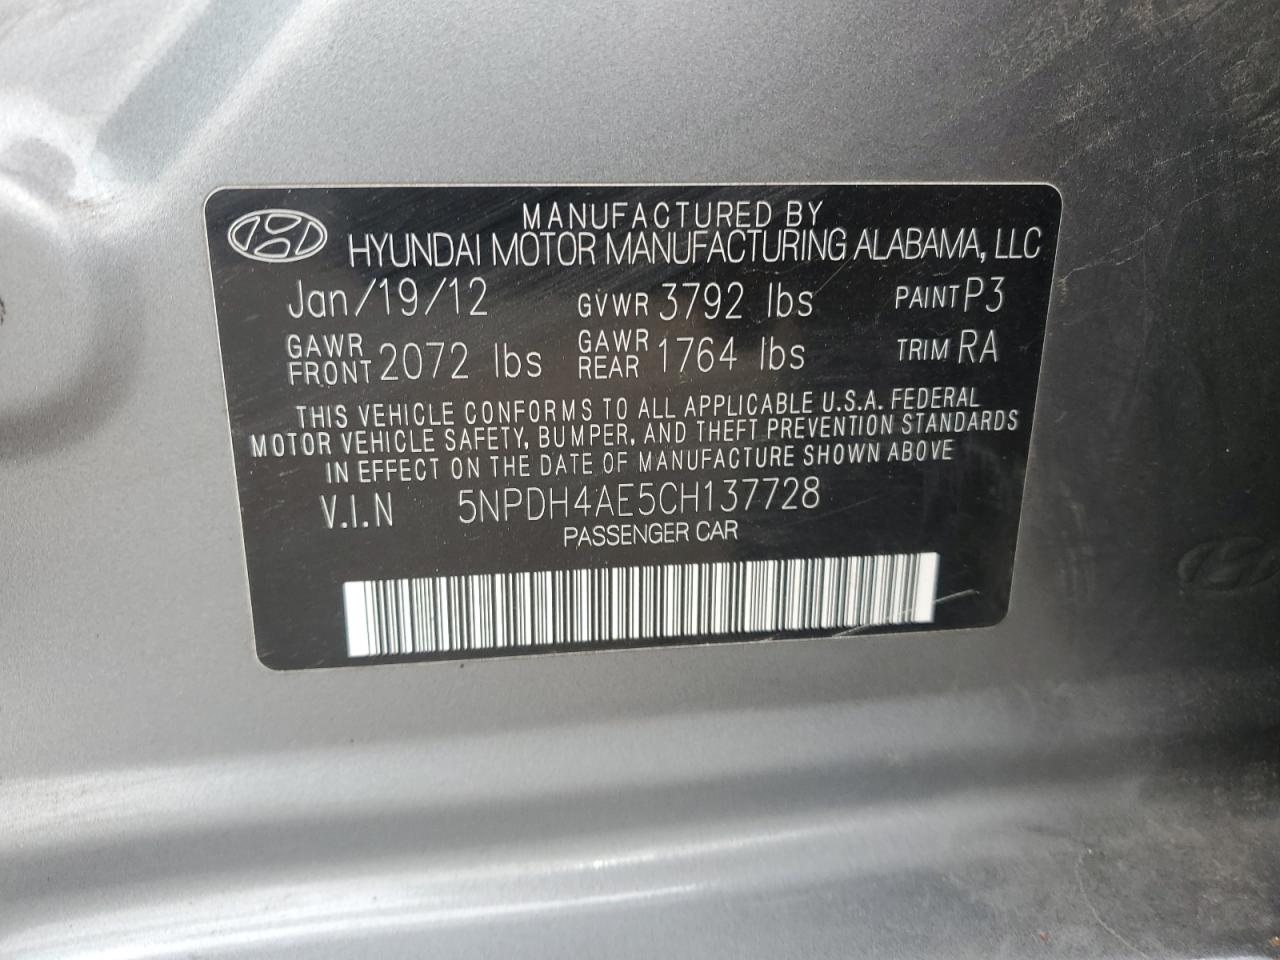 MANUFACTURED BY
HYUNDAI MOTOR MANUFACTURING ALABAMA, LLC
Jan/19/12 GVWR 3792 lbs PAINT P3
GAWR FRONT 2072 lbs GAWR REAR 1764 lbs TRIM RA
THIS VEHICLE CONFORMS TO ALL APPLICABLE U.S.A. FEDERAL
MOTOR VEHICLE SAFETY, BUMPER, AND THEFT PREVENTION STANDARDS
IN EFFECT ON THE DATE OF MANUFACTURE SHOWN ABOVE
V.I.N 5NPDH4AE5CH137728
PASSENGER CAR